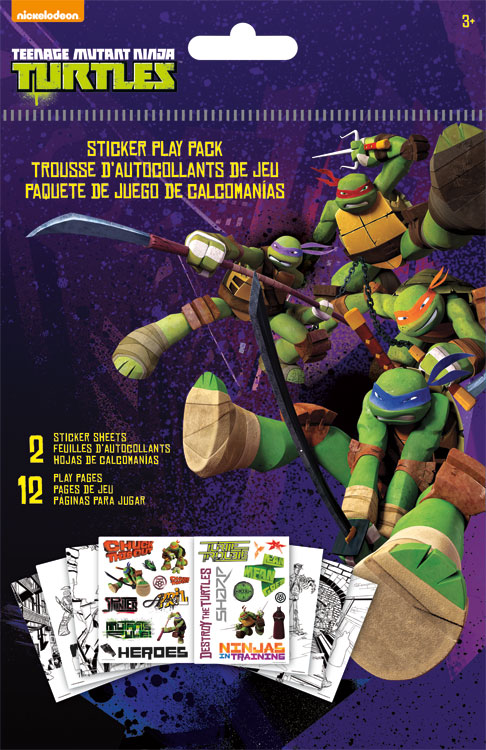 nickelodeon
3+
TEENAGE MUTANT NINJA
TURTLES
STICKER PLAY PACK
TROUSSE D'AUTOCOLLANTS DE JEU
PAQUETE DE JUEGO DE CALCOMANÍAS
2 STICKER SHEETS
FEUILLES D'AUTOCOLLANTS
HOJAS DE CALCOMANÍAS
12 PLAY PAGES
PAGES DE JEU
PÁGINAS PARA JUGAR
HEROES
DESTROY THE TURTLES
NINJAS
IN TRAINING
MEAN